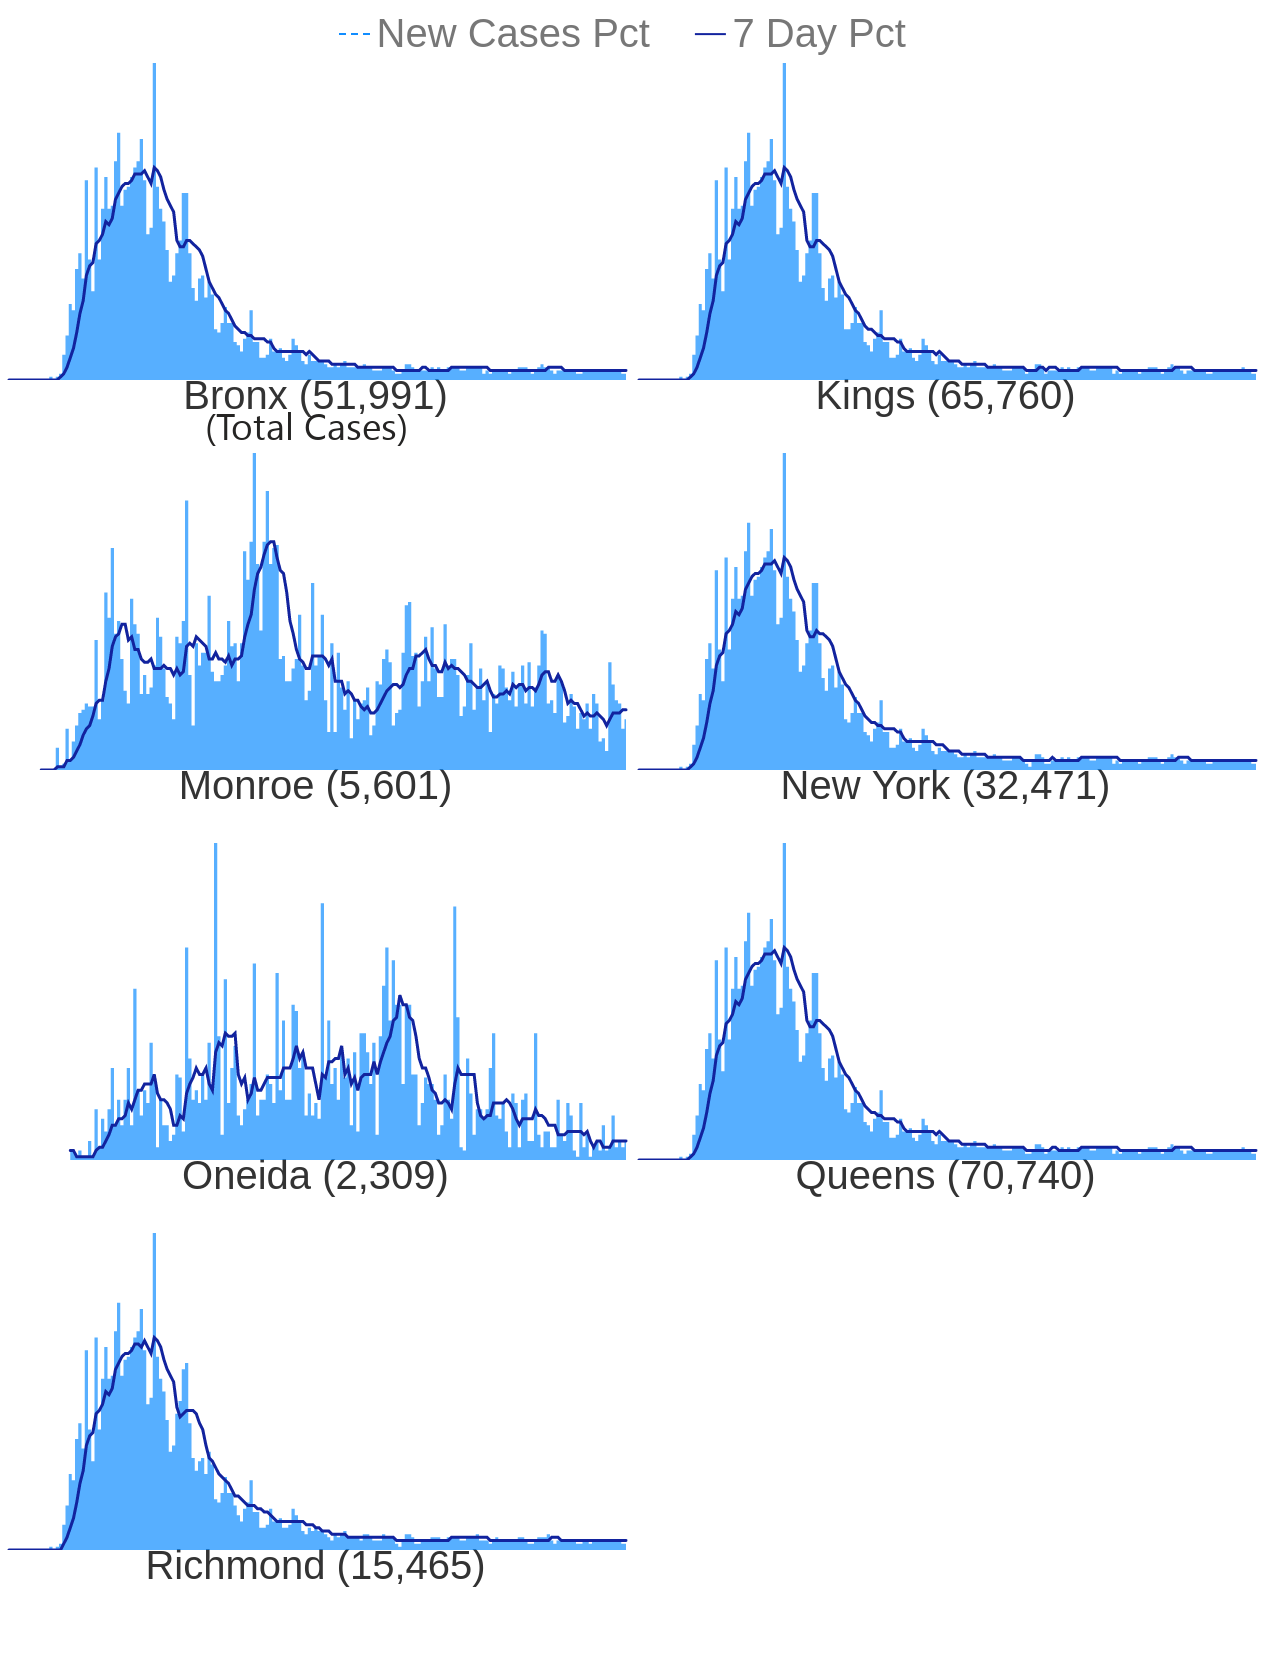 New Cases Pct 7 Day Pct
Bronx (51,991) Kings (65,760)
(Total Cases)
Monroe (5,601) New York (32,471)
Oneida (2,309) Queens (70,740)
Richmond (15,465)